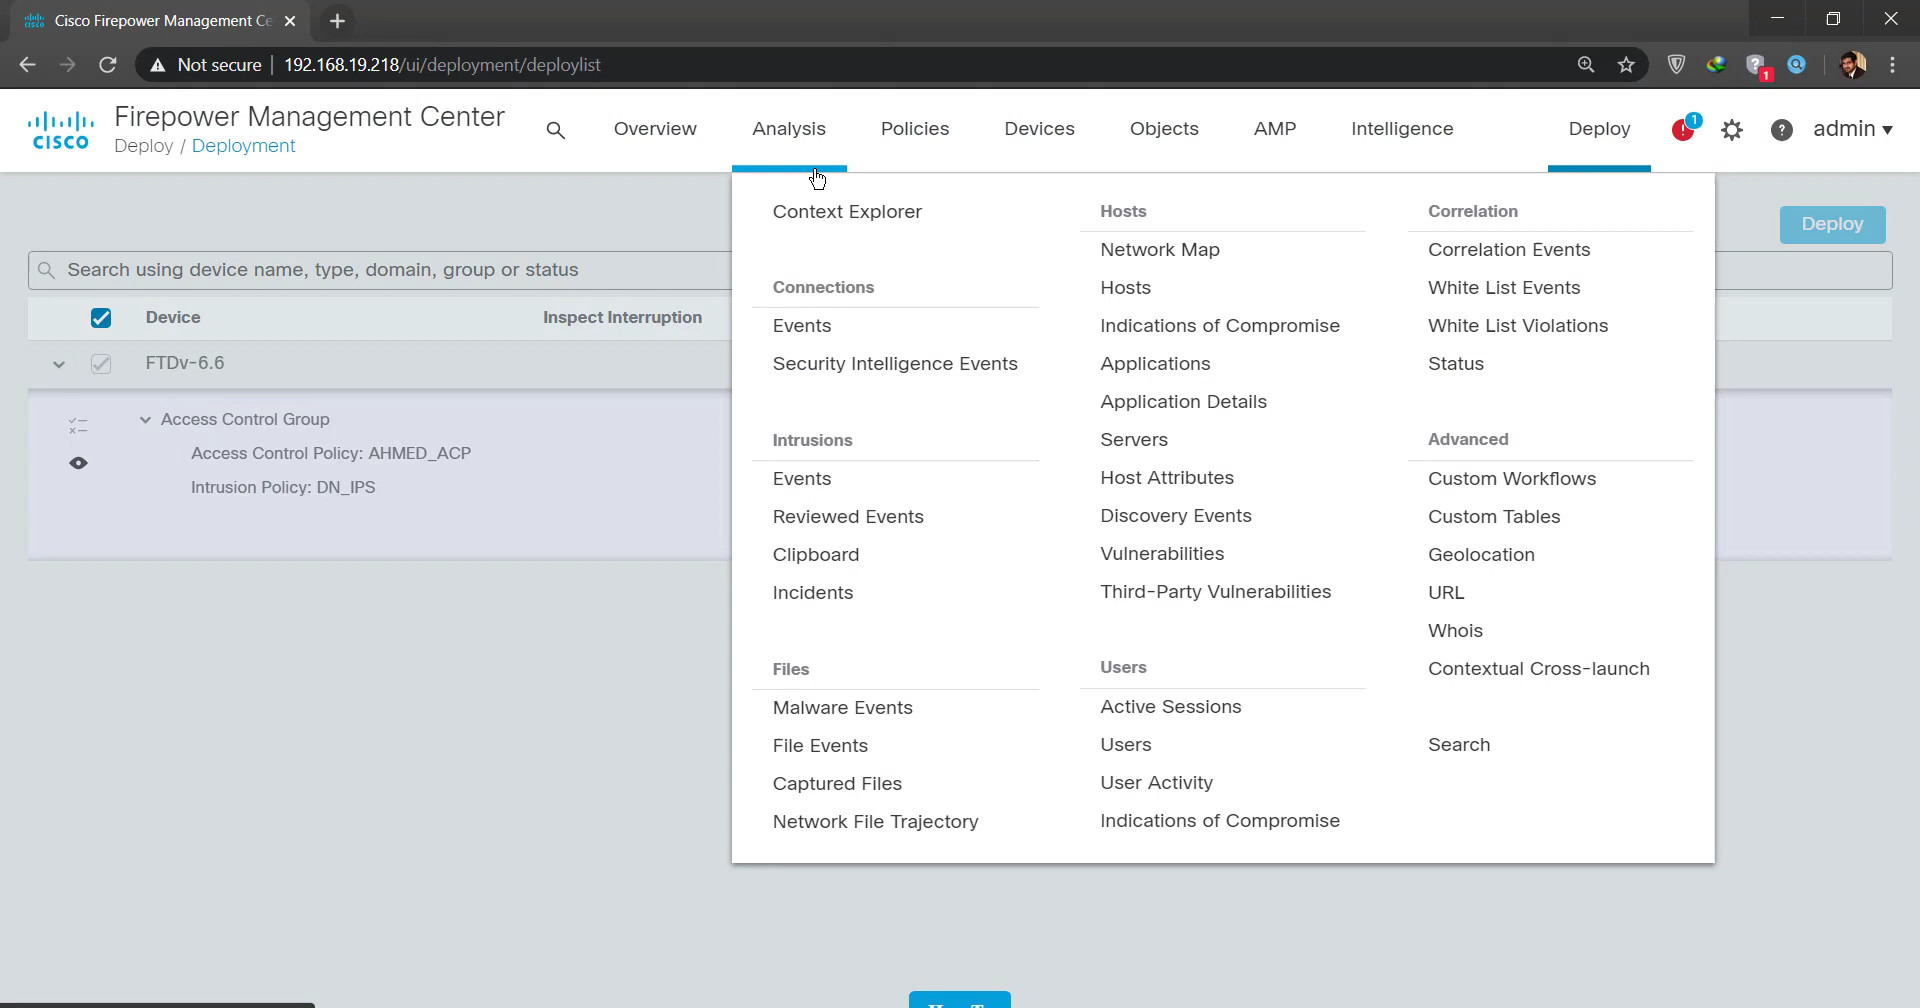 Cisco Firepower Management Ce
Not secure
192.168.19.218/ui/deployment/deploylist
1
CISCO
Firepower Management Center
Deploy / Deployment
Overview
Analysis
Policies
Devices
Objects
AMP
Intelligence
Deploy
1
admin
Deploy
Search using device name, type, domain, group or status
Device
Inspect Interruption
FTDv-6.6
Access Control Group
Access Control Policy: AHMED_ACP
Intrusion Policy: DN_IPS
Context Explorer
Connections
Events
Security Intelligence Events
Intrusions
Events
Reviewed Events
Clipboard
Incidents
Files
Malware Events
File Events
Captured Files
Network File Trajectory
Hosts
Network Map
Hosts
Indications of Compromise
Applications
Application Details
Servers
Host Attributes
Discovery Events
Vulnerabilities
Third-Party Vulnerabilities
Users
Active Sessions
Users
User Activity
Indications of Compromise
Correlation
Correlation Events
White List Events
White List Violations
Status
Advanced
Custom Workflows
Custom Tables
Geolocation
URL
Whois
Contextual Cross-launch
Search